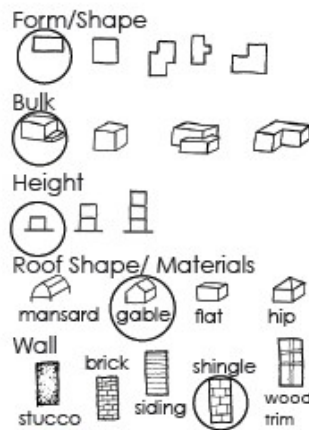 Form/Shape
Bulk
Height
Roof Shape/ Materials
mansard gable flat hip
Wall
brick shingle
stucco siding wood
trim